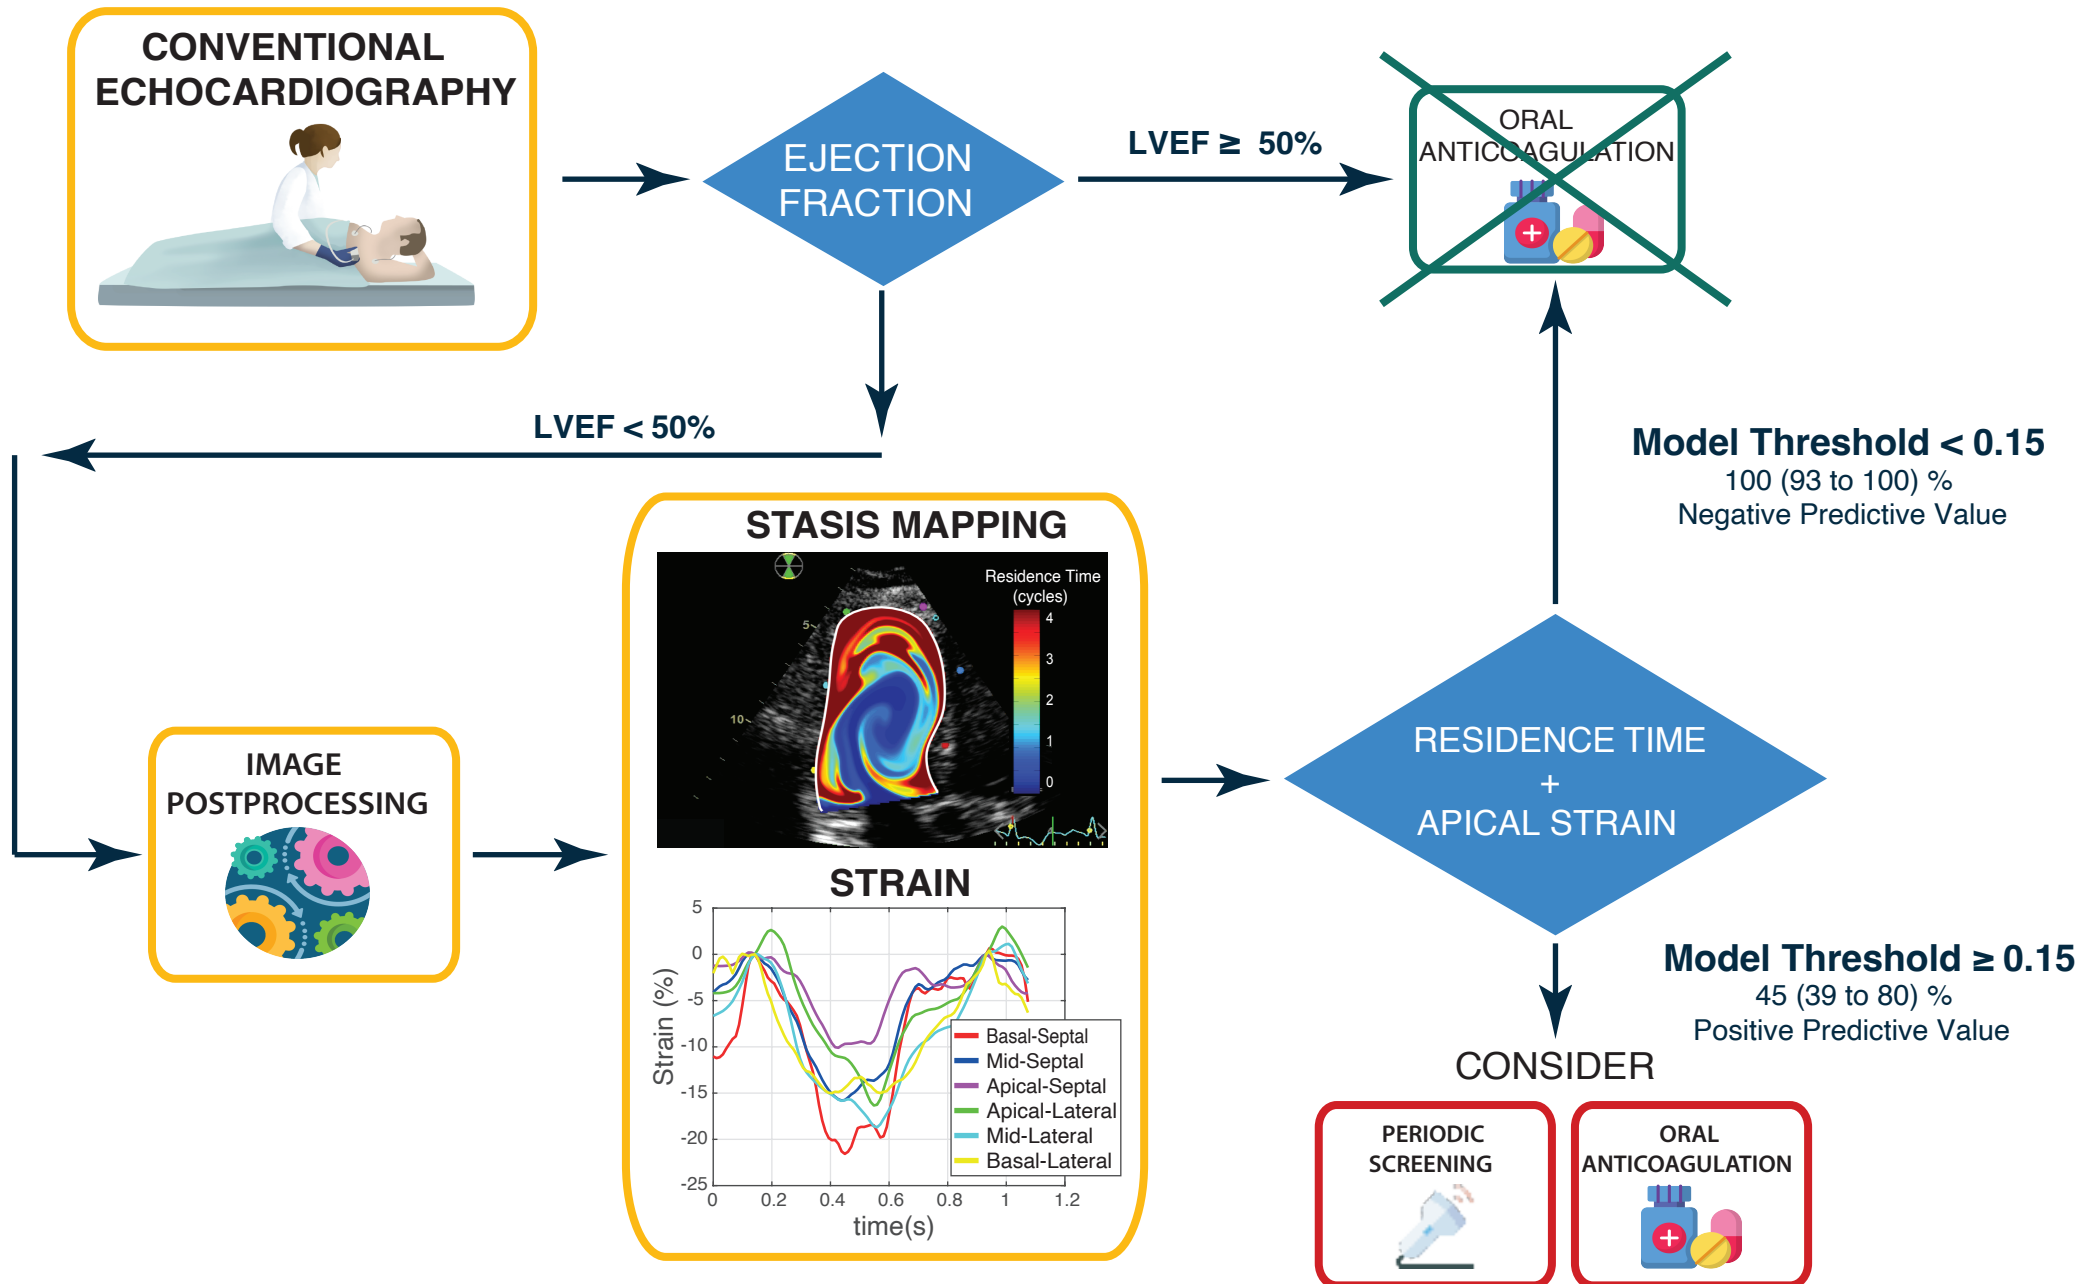 CONVENTIONAL
ECHOCARDIOGRAPHY
EJECTION
FRACTION
LVEF ≥ 50%
ORAL
ANTICOAGULATION
LVEF < 50%
Model Threshold < 0.15
100 (93 to 100) %
Negative Predictive Value
IMAGE
POSTPROCESSING
STASIS MAPPING
Residence Time
(cycles)
4
3
2
1
0
5
10
STRAIN
5
0
-5
-10
-15
-20
-25
Strain (%)
0 0.2 0.4 0.6 0.8 1 1.2
time(s)
Basal-Septal
Mid-Septal
Apical-Septal
Apical-Lateral
Mid-Lateral
Basal-Lateral
RESIDENCE TIME
+
APICAL STRAIN
Model Threshold ≥ 0.15
45 (39 to 80) %
Positive Predictive Value
CONSIDER
PERIODIC
SCREENING
ORAL
ANTICOAGULATION